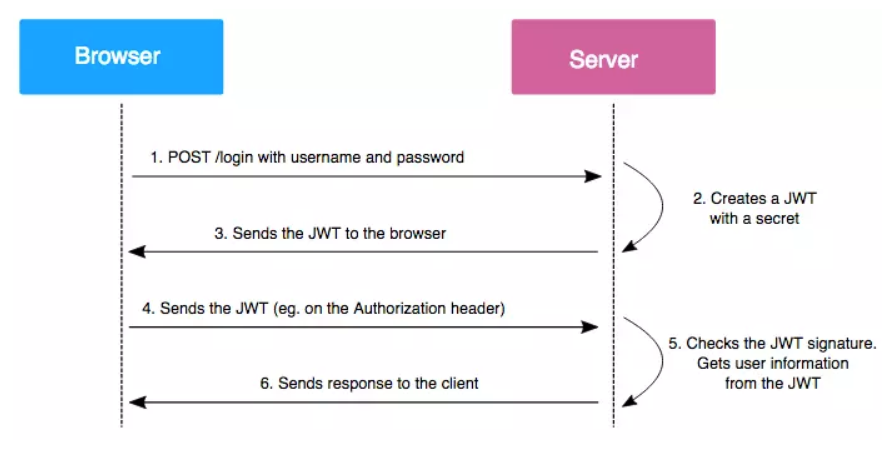 Browser
Server
1. POST /login with username and password
2. Creates a JWT
with a secret
3. Sends the JWT to the browser
4. Sends the JWT (eg. on the Authorization header)
5. Checks the JWT signature.
Gets user information
from the JWT
6. Sends response to the client